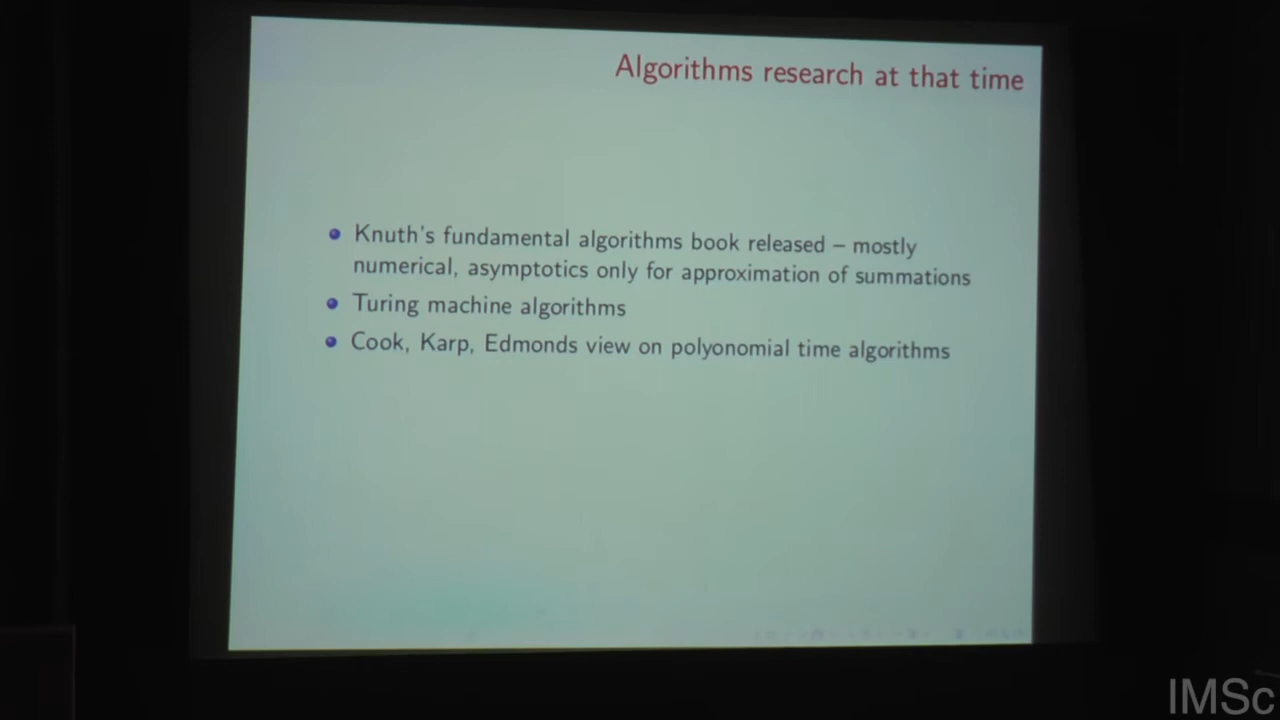 Algorithms research at that time
Knuth's fundamental algorithms book released – mostly
numerical, asymptotics only for approximation of summations
Turing machine algorithms
Cook, Karp, Edmonds view on polyonomial time algorithms
IMSc